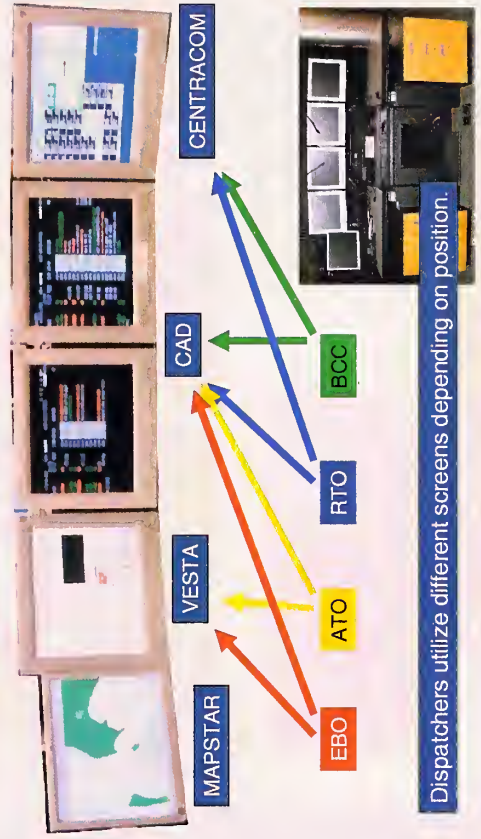 MAPSTAR
VESTA
CAD
CENTRACOM
EBO
ATO
RTO
BCC
Dispatchers utilize different screens depending on position.